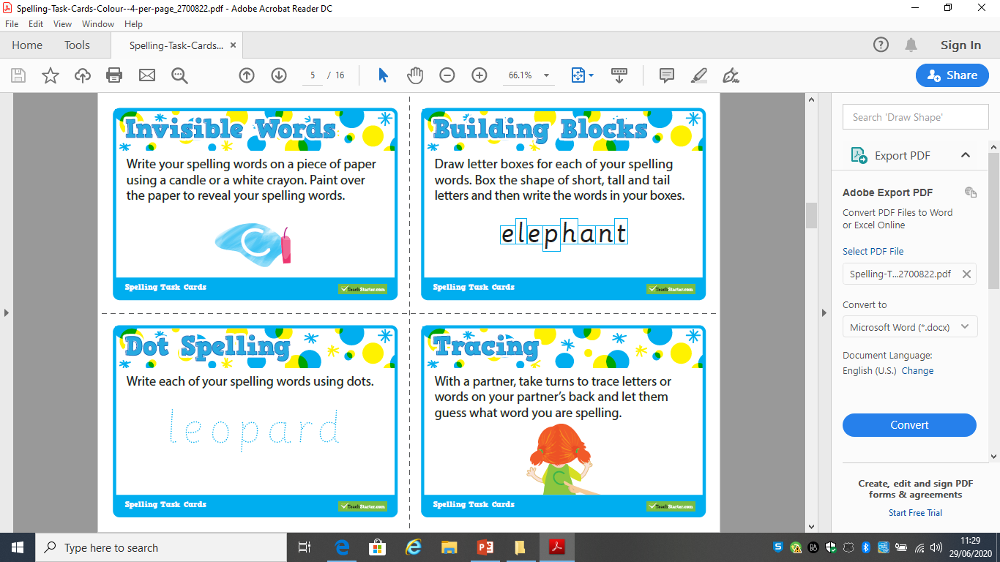 Spelling-Task-Cards-Colour--4-per-page_2700822.pdf - Adobe Acrobat Reader DC
File Edit View Window Help
Home Tools Spelling-Task-Cards... Sign In
5 / 16 66.1% Share
Invisible Words
Write your spelling words on a piece of paper
using a candle or a white crayon. Paint over
the paper to reveal your spelling words.
C
Spelling Task Cards
TeachStarter.com
Building Blocks
Draw letter boxes for each of your spelling
words. Box the shape of short, tall and tail
letters and then write the words in your boxes.
elephant
Spelling Task Cards
TeachStarter.com
Dot Spelling
Write each of your spelling words using dots.
leopard
Spelling Task Cards
TeachStarter.com
Tracing
With a partner, take turns to trace letters or
words on your partner's back and let them
guess what word you are spelling.
C
Spelling Task Cards
TeachStarter.com
Search 'Draw Shape'
Export PDF
Adobe Export PDF
Convert PDF Files to Word
or Excel Online
Select PDF File
Spelling-T...2700822.pdf
Convert to
Microsoft Word (*.docx)
Document Language:
English (U.S.) Change
Convert
Create, edit and sign PDF
forms & agreements
Start Free Trial
Type here to search
11:29
29/06/2020